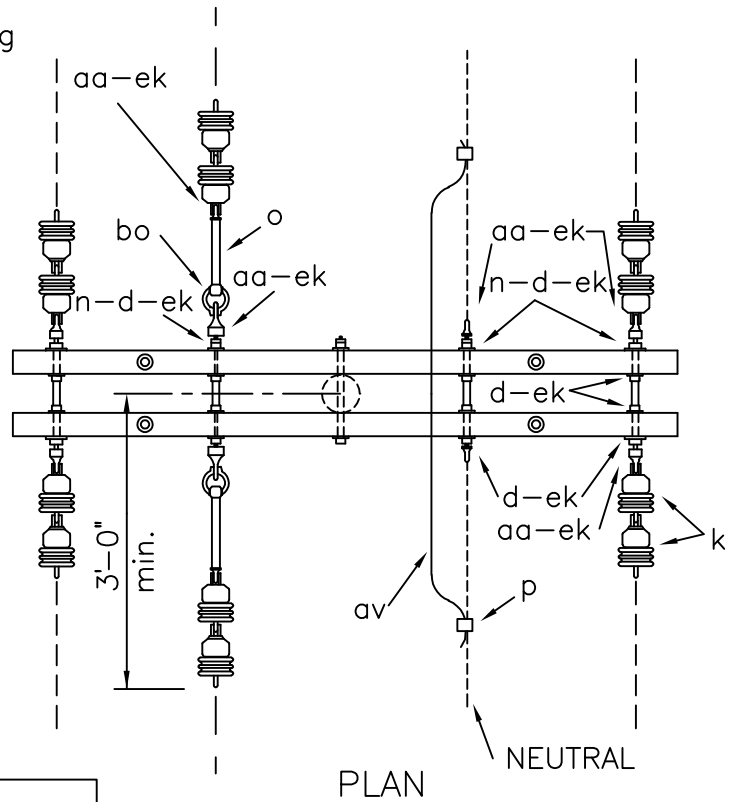 g
aa-ek
bo
o
aa-ek
n-d-ek
aa-ek
n-d-ek
d-ek
d-ek
aa-ek
k
3'-0"
min.
av
p
NEUTRAL
PLAN